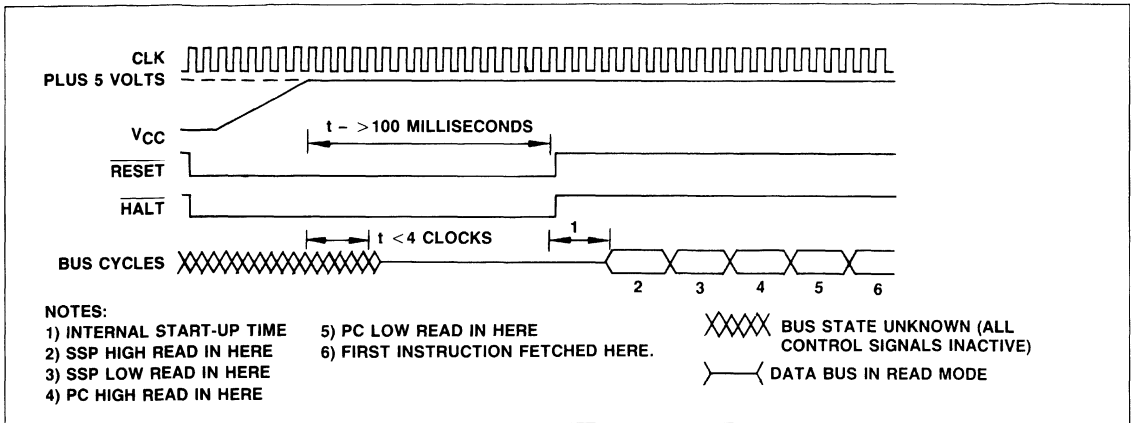 CLK
PLUS 5 VOLTS
VCC
t – >100 MILLISECONDS
RESET
HALT
1
t <4 CLOCKS
BUS CYCLES
2 3 4 5 6
NOTES:
1) INTERNAL START-UP TIME
2) SSP HIGH READ IN HERE
3) SSP LOW READ IN HERE
4) PC HIGH READ IN HERE
5) PC LOW READ IN HERE
6) FIRST INSTRUCTION FETCHED HERE.
BUS STATE UNKNOWN (ALL
CONTROL SIGNALS INACTIVE)
DATA BUS IN READ MODE